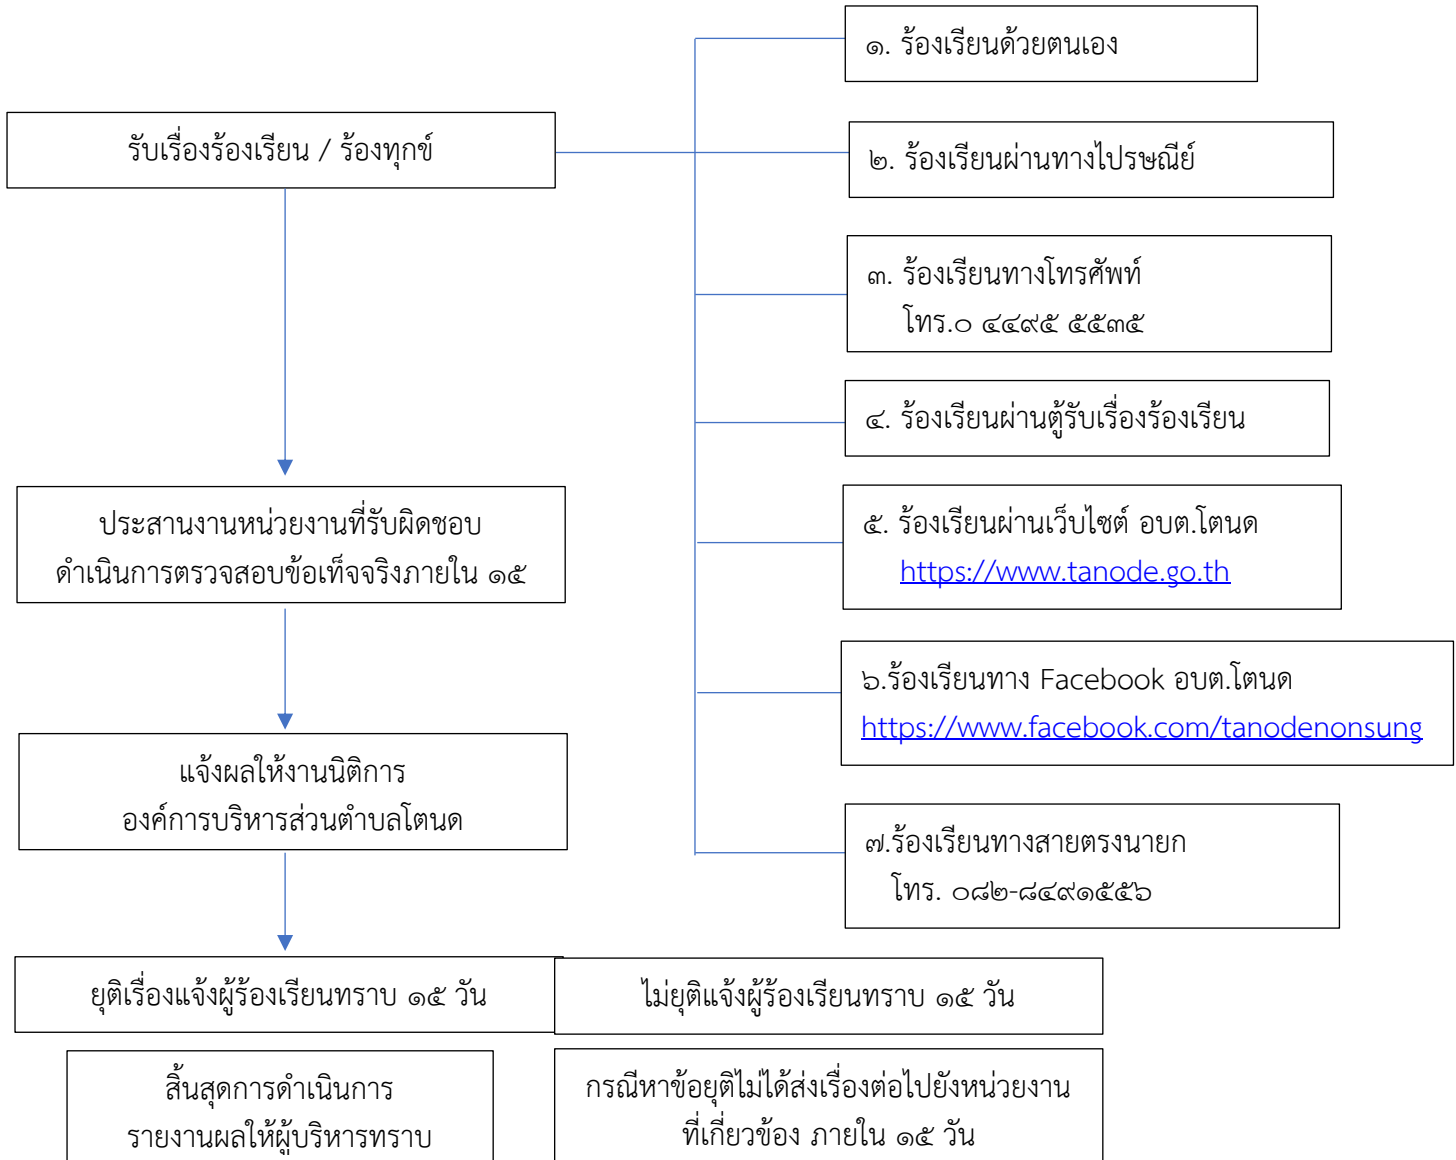 ๑. ร้องเรียนด้วยตนเอง
รับเรื่องร้องเรียน / ร้องทุกข์
๒. ร้องเรียนผ่านทางไปรษณีย์
๓. ร้องเรียนทางโทรศัพท์
โทร.๐ ๔๔๙๕ ๕๕๓๕
๔. ร้องเรียนผ่านตู้รับเรื่องร้องเรียน
ประสานงานหน่วยงานที่รับผิดชอบ
ดำเนินการตรวจสอบข้อเท็จจริงภายใน ๑๕
๕. ร้องเรียนผ่านเว็บไซต์ อบต.โตนด
https://www.tanode.go.th
๖.ร้องเรียนทาง Facebook อบต.โตนด
https://www.facebook.com/tanodenonsung
แจ้งผลให้งานนิติการ
องค์การบริหารส่วนตำบลโตนด
๗.ร้องเรียนทางสายตรงนายก
โทร. ๐๘๒-๘๔๙๑๕๕๖
ยุติเรื่องแจ้งผู้ร้องเรียนทราบ ๑๕ วัน
ไม่ยุติแจ้งผู้ร้องเรียนทราบ ๑๕ วัน
สิ้นสุดการดำเนินการ
รายงานผลให้ผู้บริหารทราบ
กรณีหาข้อยุติไม่ได้ส่งเรื่องต่อไปยังหน่วยงาน
ที่เกี่ยวข้อง ภายใน ๑๕ วัน